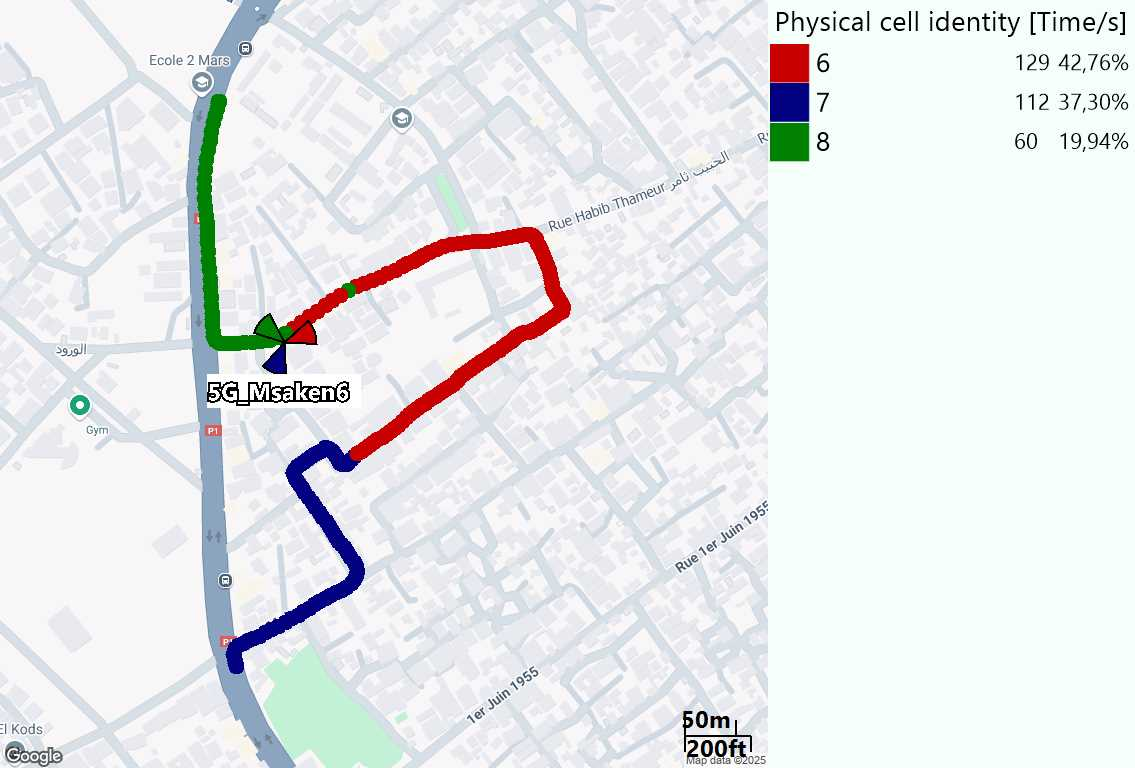 Physical cell identity [Time/s]
6 129 42,76%
7 112 37,30%
8 60 19,94%
Ecole 2 Mars
Rue Habib Thameur الحبيب ثامر
الورود
5G_Msaken6
Gym
P1
Rue 1er Juin 1955
1er Juin 1955
El Kods
50m
200ft
Google
Map data ©2025